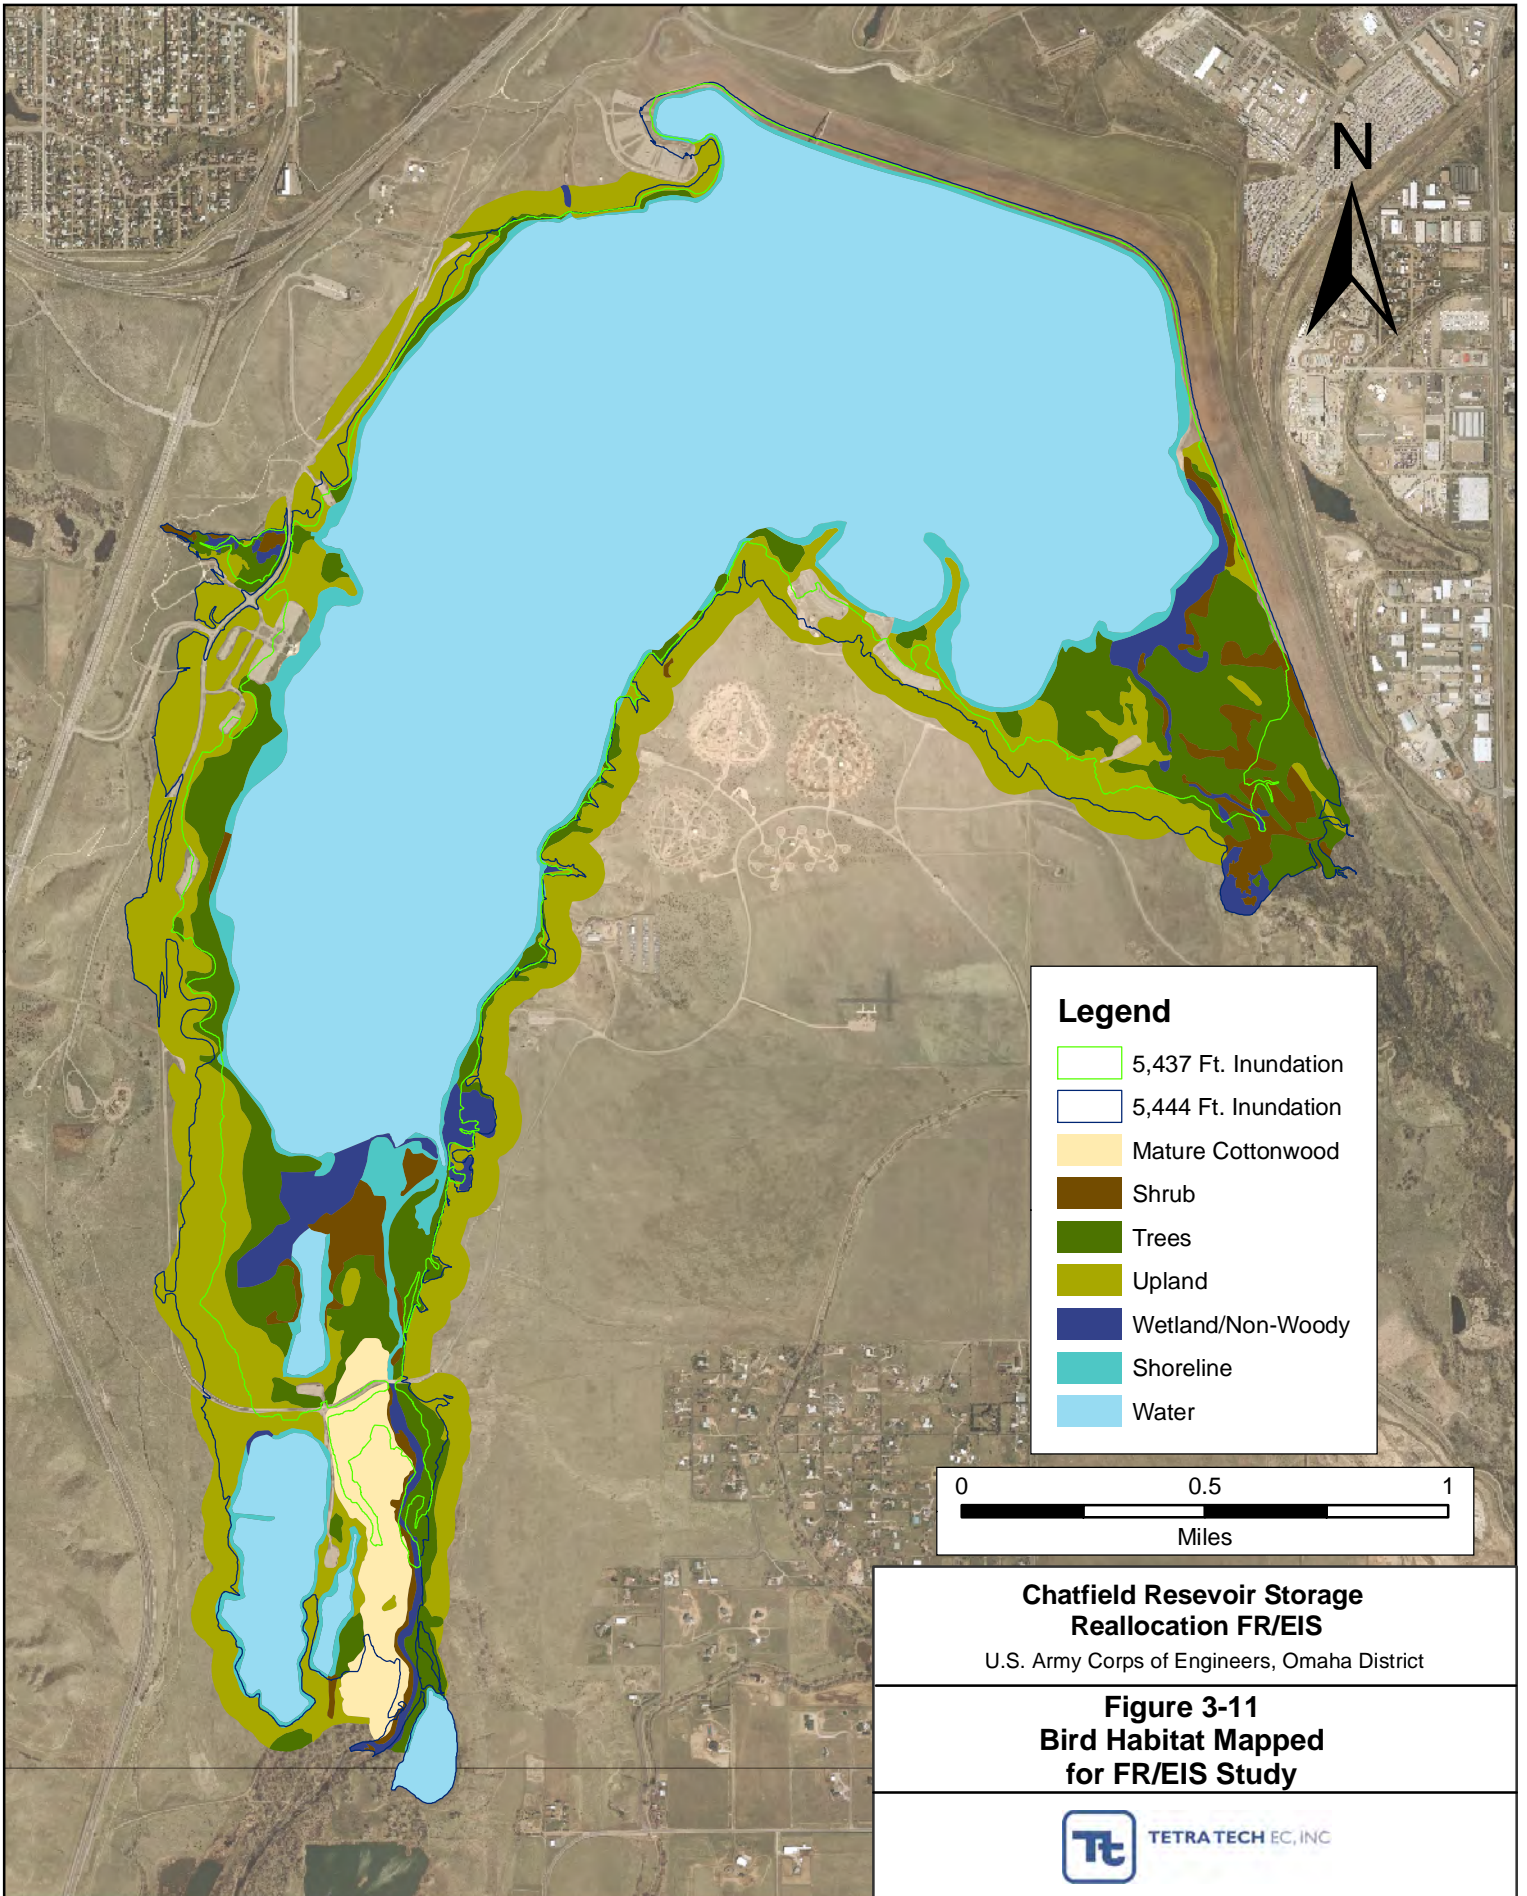 N
Legend
5,437 Ft. Inundation
5,444 Ft. Inundation
Mature Cottonwood
Shrub
Trees
Upland
Wetland/Non-Woody
Shoreline
Water
0 0.5 1
Miles
Chatfield Resevoir Storage
Reallocation FR/EIS
U.S. Army Corps of Engineers, Omaha District
Figure 3-11
Bird Habitat Mapped
for FR/EIS Study
Tt TETRA TECH EC, INC